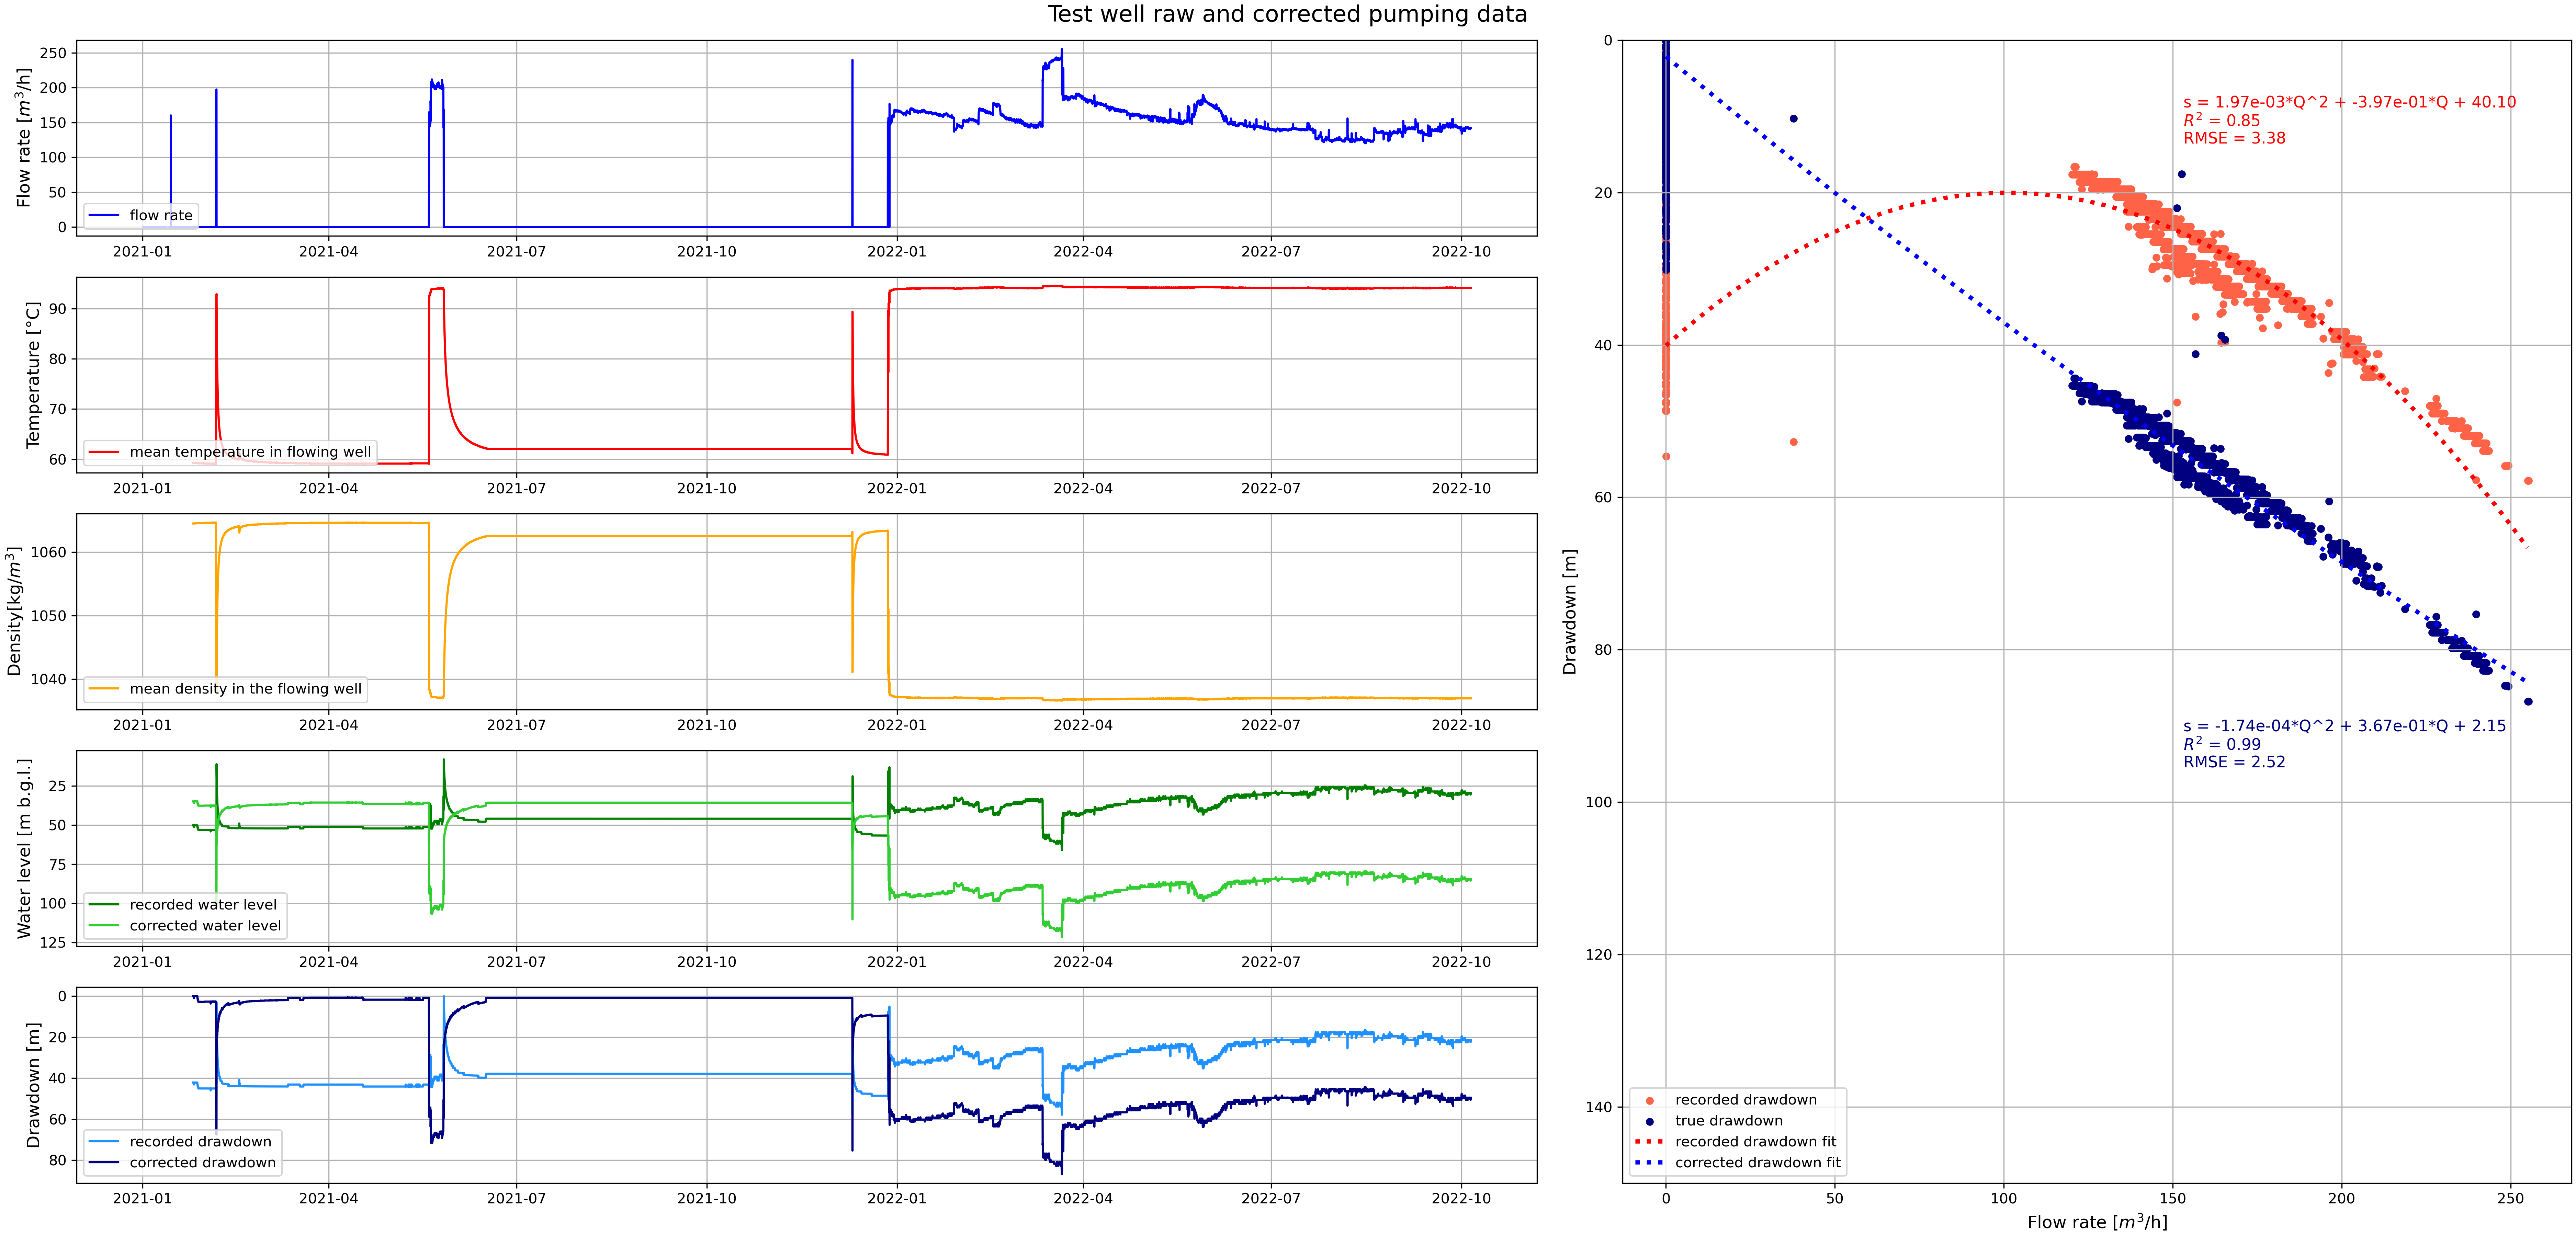 Test well raw and corrected pumping data
Flow rate [m³/h]
250
200
150
100
50
0
flow rate
2021-01 2021-04 2021-07 2021-10 2022-01 2022-04 2022-07 2022-10
Temperature [°C]
90
80
70
60
mean temperature in flowing well
2021-01 2021-04 2021-07 2021-10 2022-01 2022-04 2022-07 2022-10
Density[kg/m³]
1060
1050
1040
mean density in the flowing well
2021-01 2021-04 2021-07 2021-10 2022-01 2022-04 2022-07 2022-10
Water level [m b.g.l.]
25
50
75
100
125
recorded water level
corrected water level
2021-01 2021-04 2021-07 2021-10 2022-01 2022-04 2022-07 2022-10
Drawdown [m]
0
20
40
60
80
recorded drawdown
corrected drawdown
2021-01 2021-04 2021-07 2021-10 2022-01 2022-04 2022-07 2022-10
Drawdown [m]
0
20
40
60
80
100
120
140
s = 1.97e-03*Q^2 + -3.97e-01*Q + 40.10
R² = 0.85
RMSE = 3.38
s = -1.74e-04*Q^2 + 3.67e-01*Q + 2.15
R² = 0.99
RMSE = 2.52
recorded drawdown
true drawdown
recorded drawdown fit
corrected drawdown fit
0 50 100 150 200 250
Flow rate [m³/h]